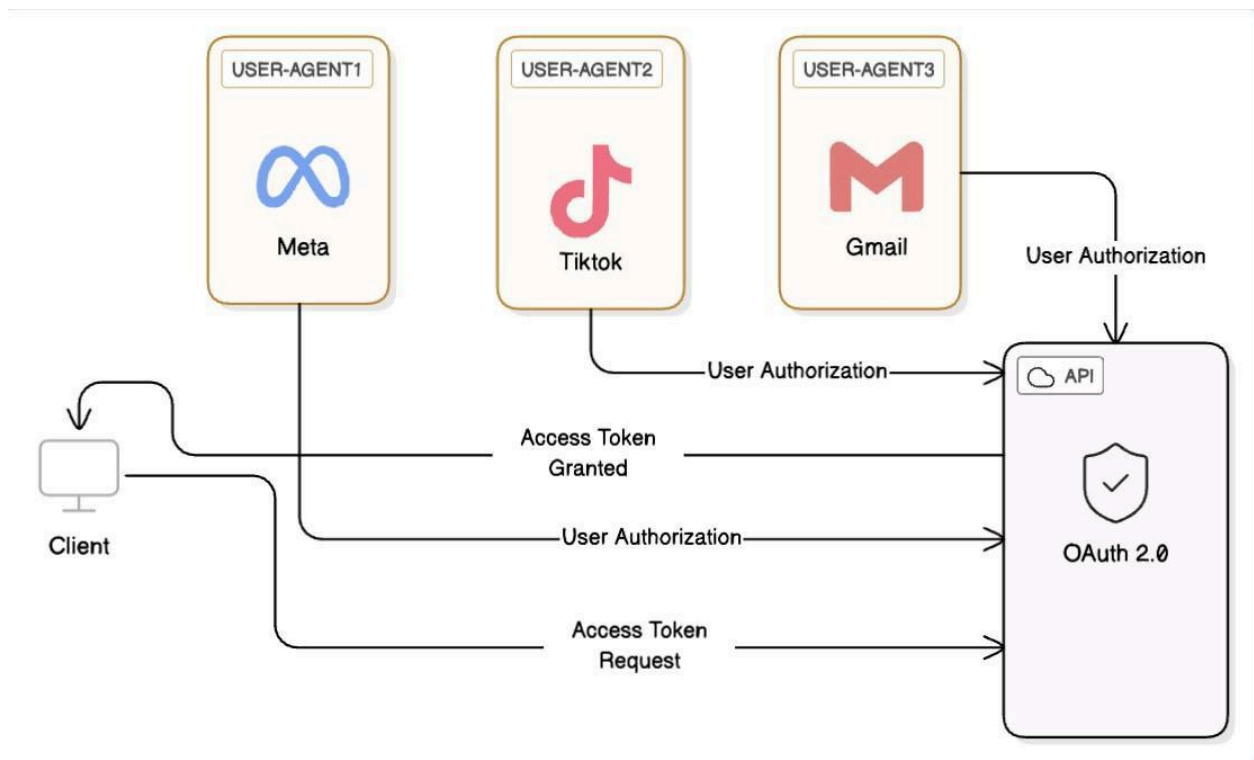 USER-AGENT1
USER-AGENT2
USER-AGENT3
Meta
Tiktok
Gmail
User Authorization
User Authorization
API
Access Token
Granted
User Authorization
Client
OAuth 2.0
Access Token
Request